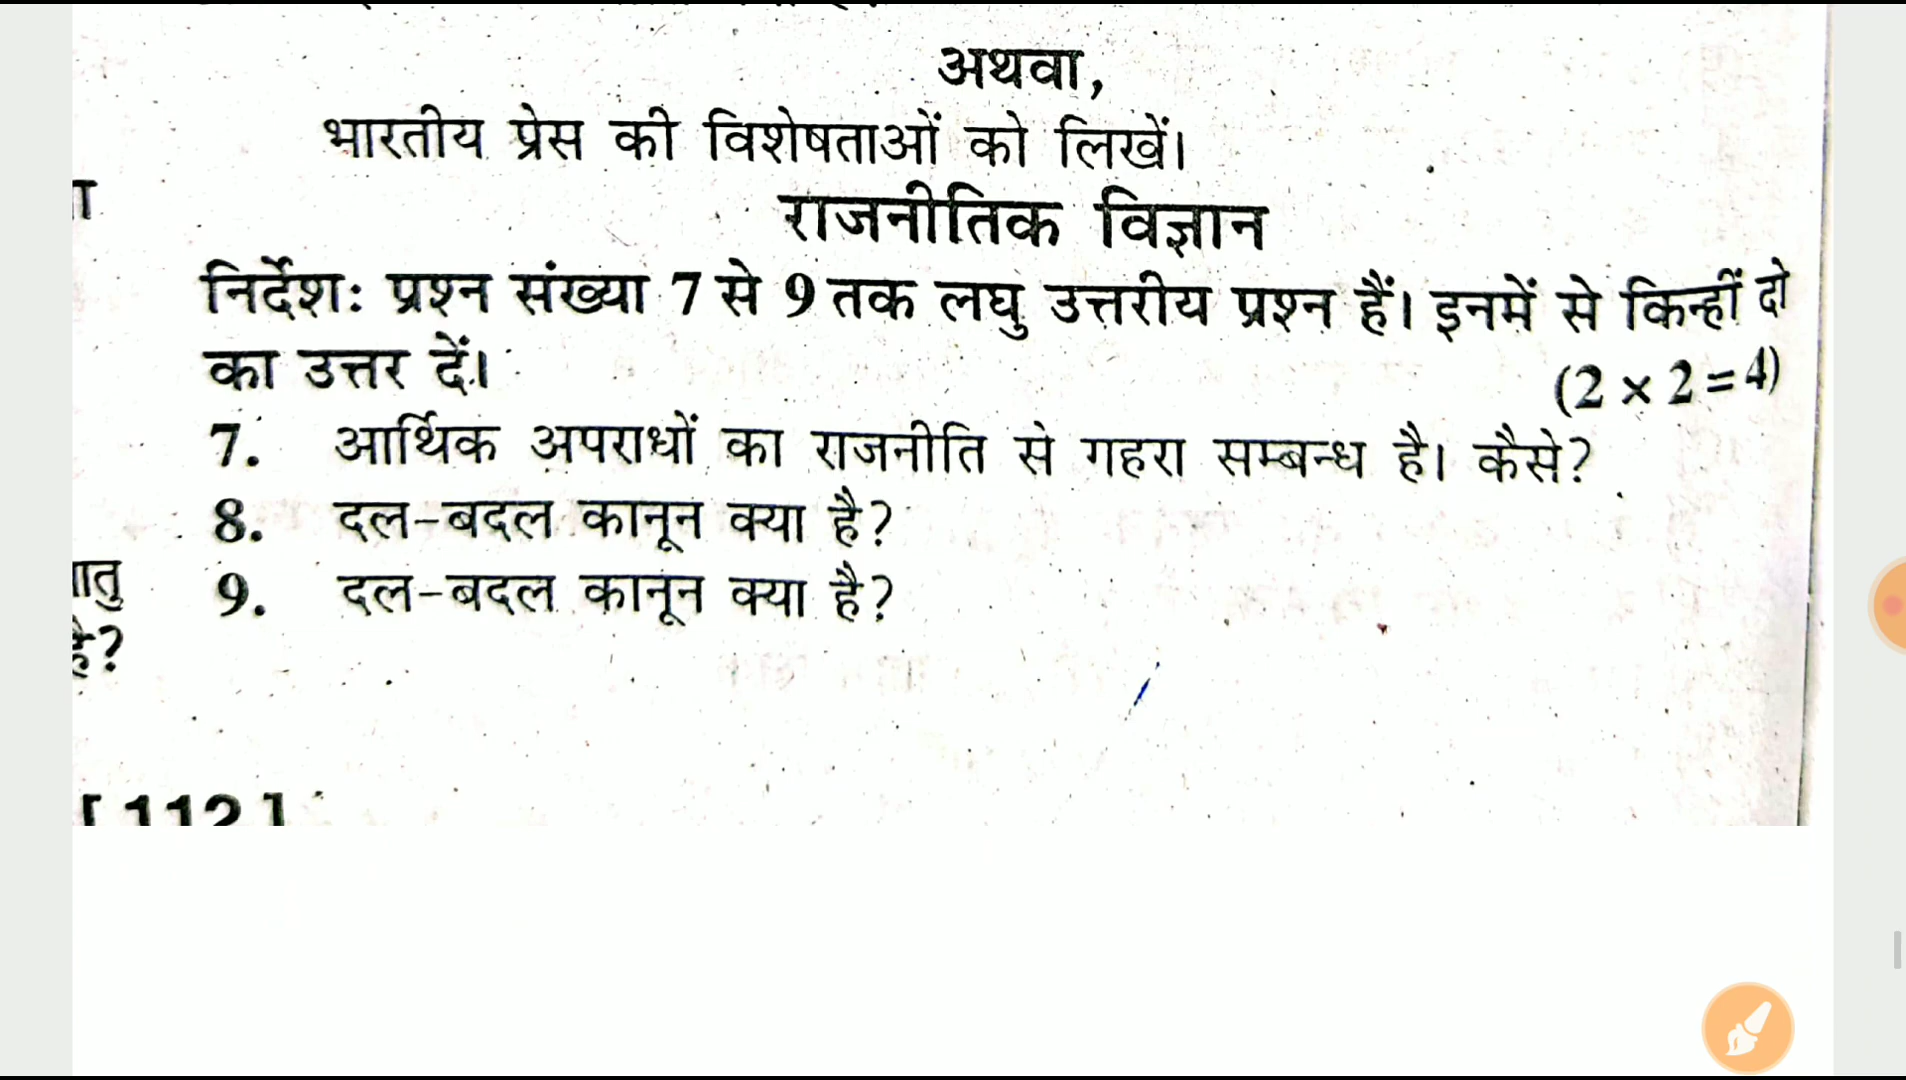 अथवा,
भारतीय प्रेस की विशेषताओं को लिखें।
राजनीतिक विज्ञान
निर्देशः प्रश्न संख्या 7 से 9 तक लघु उत्तरीय प्रश्न हैं। इनमें से किन्हीं दो
का उत्तर दें। (2 × 2 = 4)
7. आर्थिक अपराधों का राजनीति से गहरा सम्बन्ध है। कैसे?
8. दल-बदल कानून क्या है?
9. दल-बदल कानून क्या है?
है?
[ 112 ]